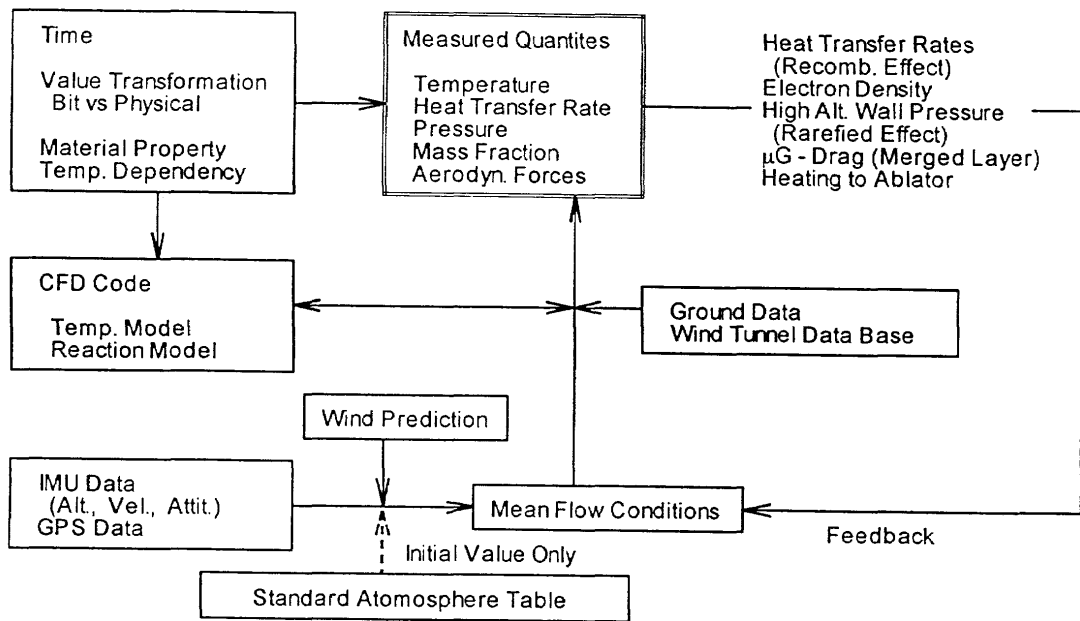 Time
Value Transformation
Bit vs Physical
Material Property
Temp. Dependency
Measured Quantites
Temperature
Heat Transfer Rate
Pressure
Mass Fraction
Aerodyn. Forces
Heat Transfer Rates
(Recomb. Effect)
Electron Density
High Alt. Wall Pressure
(Rarefied Effect)
μG - Drag (Merged Layer)
Heating to Ablator
CFD Code
Temp. Model
Reaction Model
Ground Data
Wind Tunnel Data Base
Wind Prediction
IMU Data
(Alt., Vel., Attit.)
GPS Data
Mean Flow Conditions
Feedback
Initial Value Only
Standard Atomosphere Table